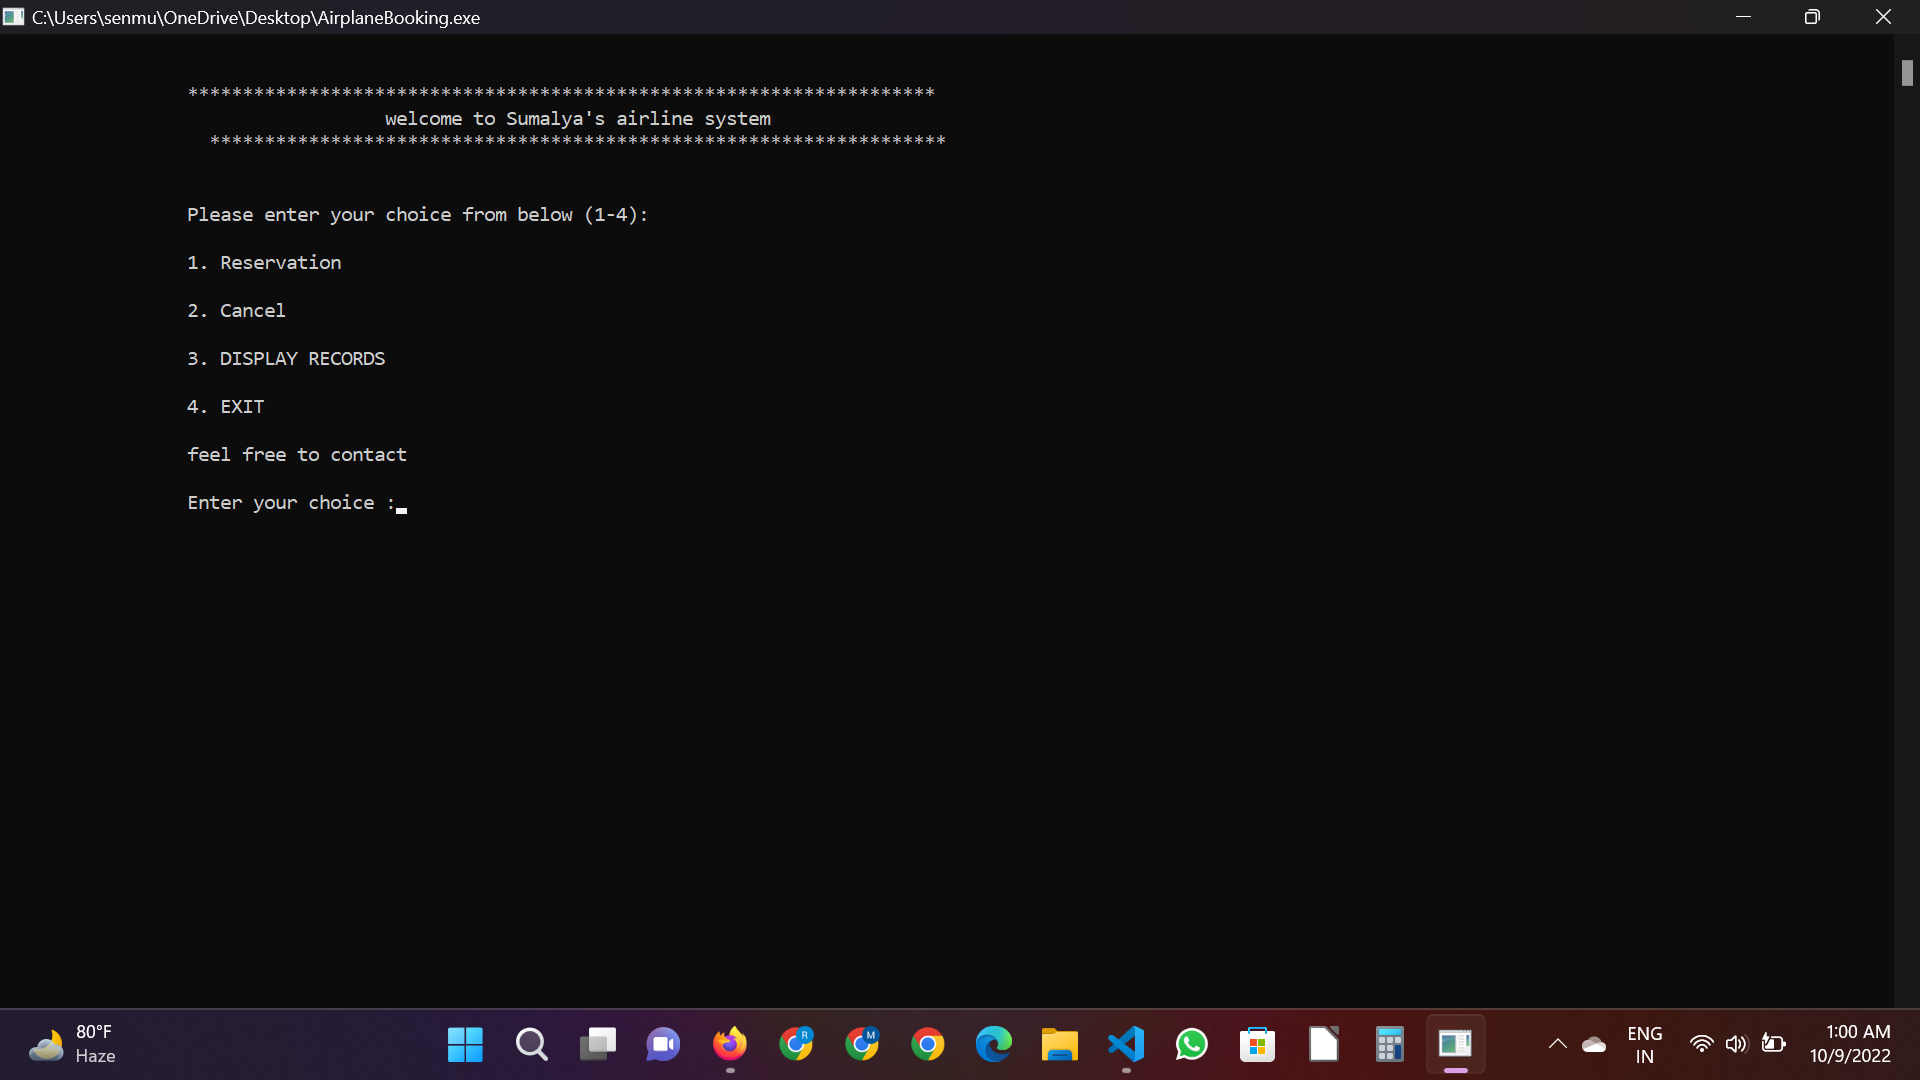 C:\Users\senmu\OneDrive\Desktop\AirplaneBooking.exe
********************************************************************
welcome to Sumalya's airline system
*******************************************************************
Please enter your choice from below (1-4):
1. Reservation
2. Cancel
3. DISPLAY RECORDS
4. EXIT
feel free to contact
Enter your choice :
80°F
Haze
R
M
ENG
IN
1:00 AM
10/9/2022